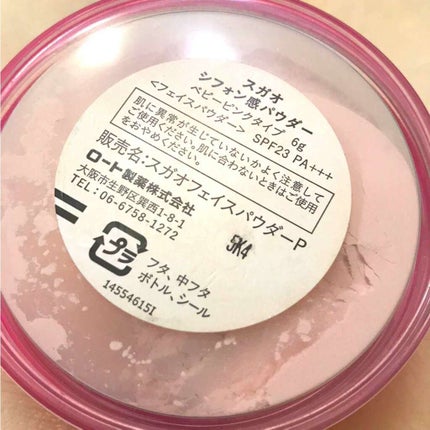 スガオ
シフォン感パウダー
ベビーピンクタイプ 6g
<フェイスパウダー> SPF23 PA+++
肌に異常が生じていないかよく注意して
ご使用ください。肌に合わないときはご使用
をおやめください。
販売名:スガオフェイスパウダーP
ロート製薬株式会社
大阪市生野区巽西1-8-1
TEL:06-6758-1272
5K4
プラ
フタ、中フタ
ボトル、シール
14554615I